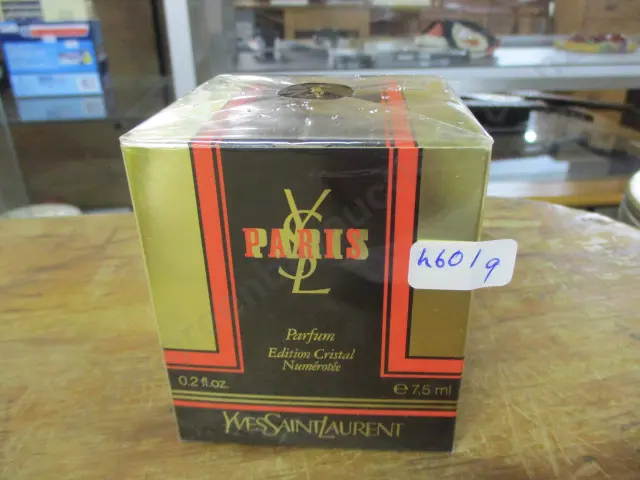 YSL
PARIS
h601g
Parfum
Edition Cristal
Numérotée
0.2 fl.oz.
℮ 7,5 ml
YVESSAINTLAURENT